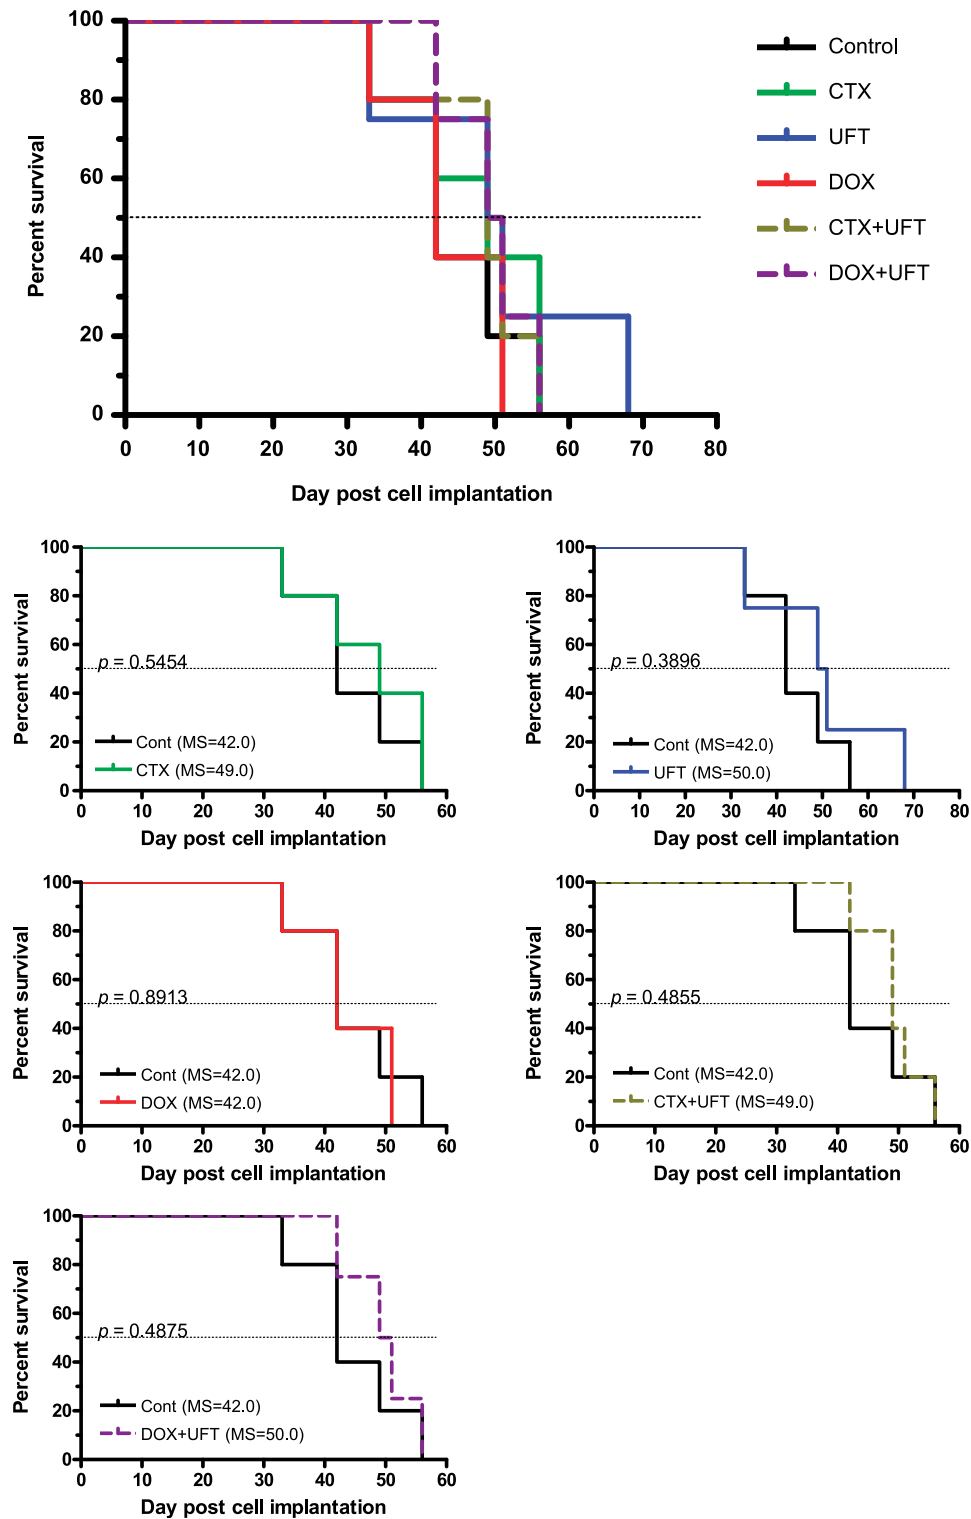 100
80
60
40
20
0
Percent survival
0 10 20 30 40 50 60 70 80
Day post cell implantation
Control
CTX
UFT
DOX
CTX+UFT
DOX+UFT
100
80
60
40
20
0
Percent survival
p = 0.5454
Cont (MS=42.0)
CTX (MS=49.0)
0 10 20 30 40 50 60
Day post cell implantation
100
80
60
40
20
0
Percent survival
p = 0.3896
Cont (MS=42.0)
UFT (MS=50.0)
0 10 20 30 40 50 60 70 80
Day post cell implantation
100
80
60
40
20
0
Percent survival
p = 0.8913
Cont (MS=42.0)
DOX (MS=42.0)
0 10 20 30 40 50 60
Day post cell implantation
100
80
60
40
20
0
Percent survival
p = 0.4855
Cont (MS=42.0)
CTX+UFT (MS=49.0)
0 10 20 30 40 50 60
Day post cell implantation
100
80
60
40
20
0
Percent survival
p = 0.4875
Cont (MS=42.0)
DOX+UFT (MS=50.0)
0 10 20 30 40 50 60
Day post cell implantation